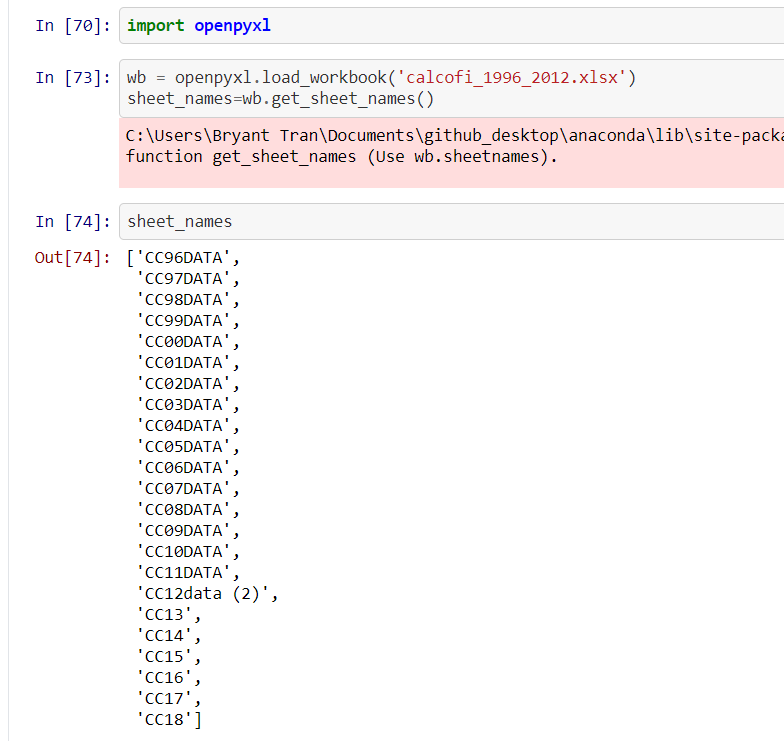 In [70]: import openpyxl
In [73]: wb = openpyxl.load_workbook('calcofi_1996_2012.xlsx')
sheet_names=wb.get_sheet_names()
C:\Users\Bryant Tran\Documents\github_desktop\anaconda\lib\site-packa
function get_sheet_names (Use wb.sheetnames).
In [74]: sheet_names
Out[74]: ['CC96DATA',
'CC97DATA',
'CC98DATA',
'CC99DATA',
'CC00DATA',
'CC01DATA',
'CC02DATA',
'CC03DATA',
'CC04DATA',
'CC05DATA',
'CC06DATA',
'CC07DATA',
'CC08DATA',
'CC09DATA',
'CC10DATA',
'CC11DATA',
'CC12data (2)',
'CC13',
'CC14',
'CC15',
'CC16',
'CC17',
'CC18']